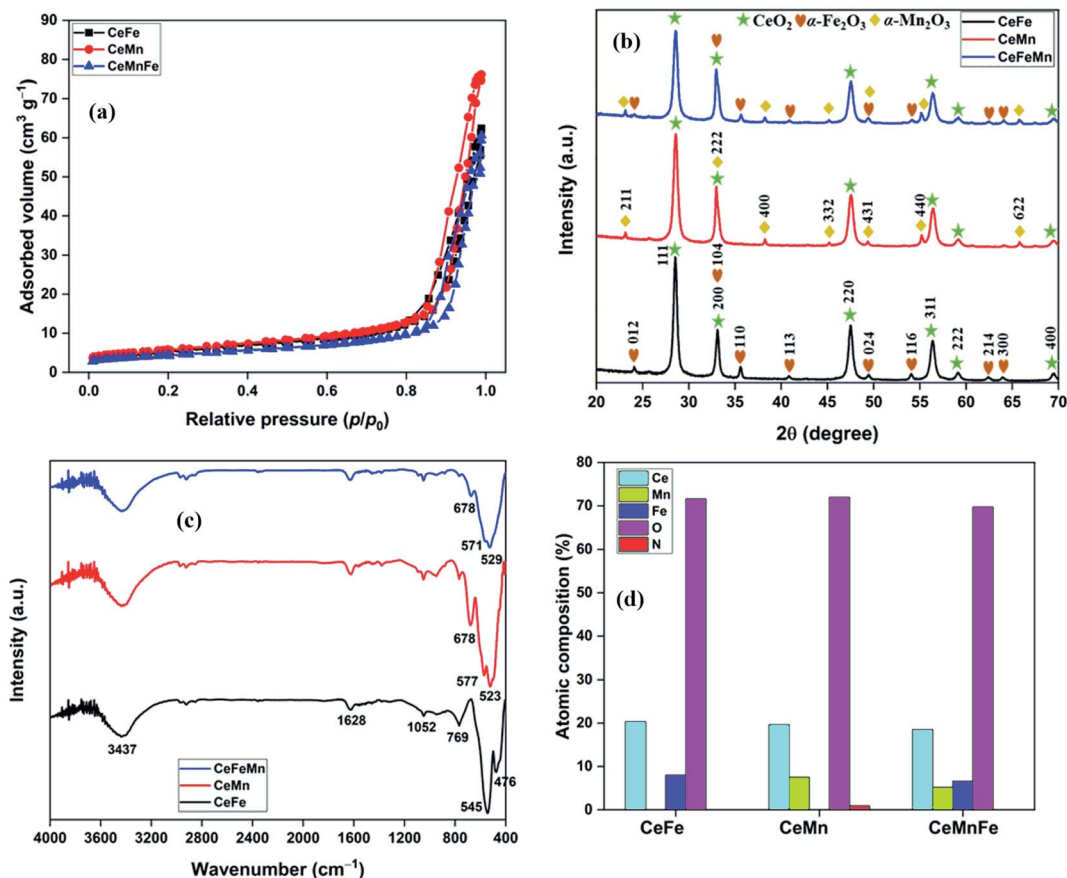 (a)
CeFe
CeMn
CeMnFe
Adsorbed volume (cm³ g⁻¹)
90
80
70
60
50
40
30
20
10
0
0.0 0.2 0.4 0.6 0.8 1.0
Relative pressure (p/p₀)
(b)
CeO₂ α-Fe₂O₃ α-Mn₂O₃
CeFe
CeMn
CeFeMn
Intensity (a.u.)
211 222 400 332 431 440 622
012 111 200 104 110 113 220 024 116 311 222 214 300 400
20 25 30 35 40 45 50 55 60 65 70
2θ (degree)
(c)
Intensity (a.u.)
678
571
529
678
577
523
3437
1628
1052
769
545
476
CeFeMn
CeMn
CeFe
4000 3600 3200 2800 2400 2000 1600 1200 800 400
Wavenumber (cm⁻¹)
(d)
Ce
Mn
Fe
O
N
Atomic composition (%)
80
70
60
50
40
30
20
10
0
CeFe CeMn CeMnFe